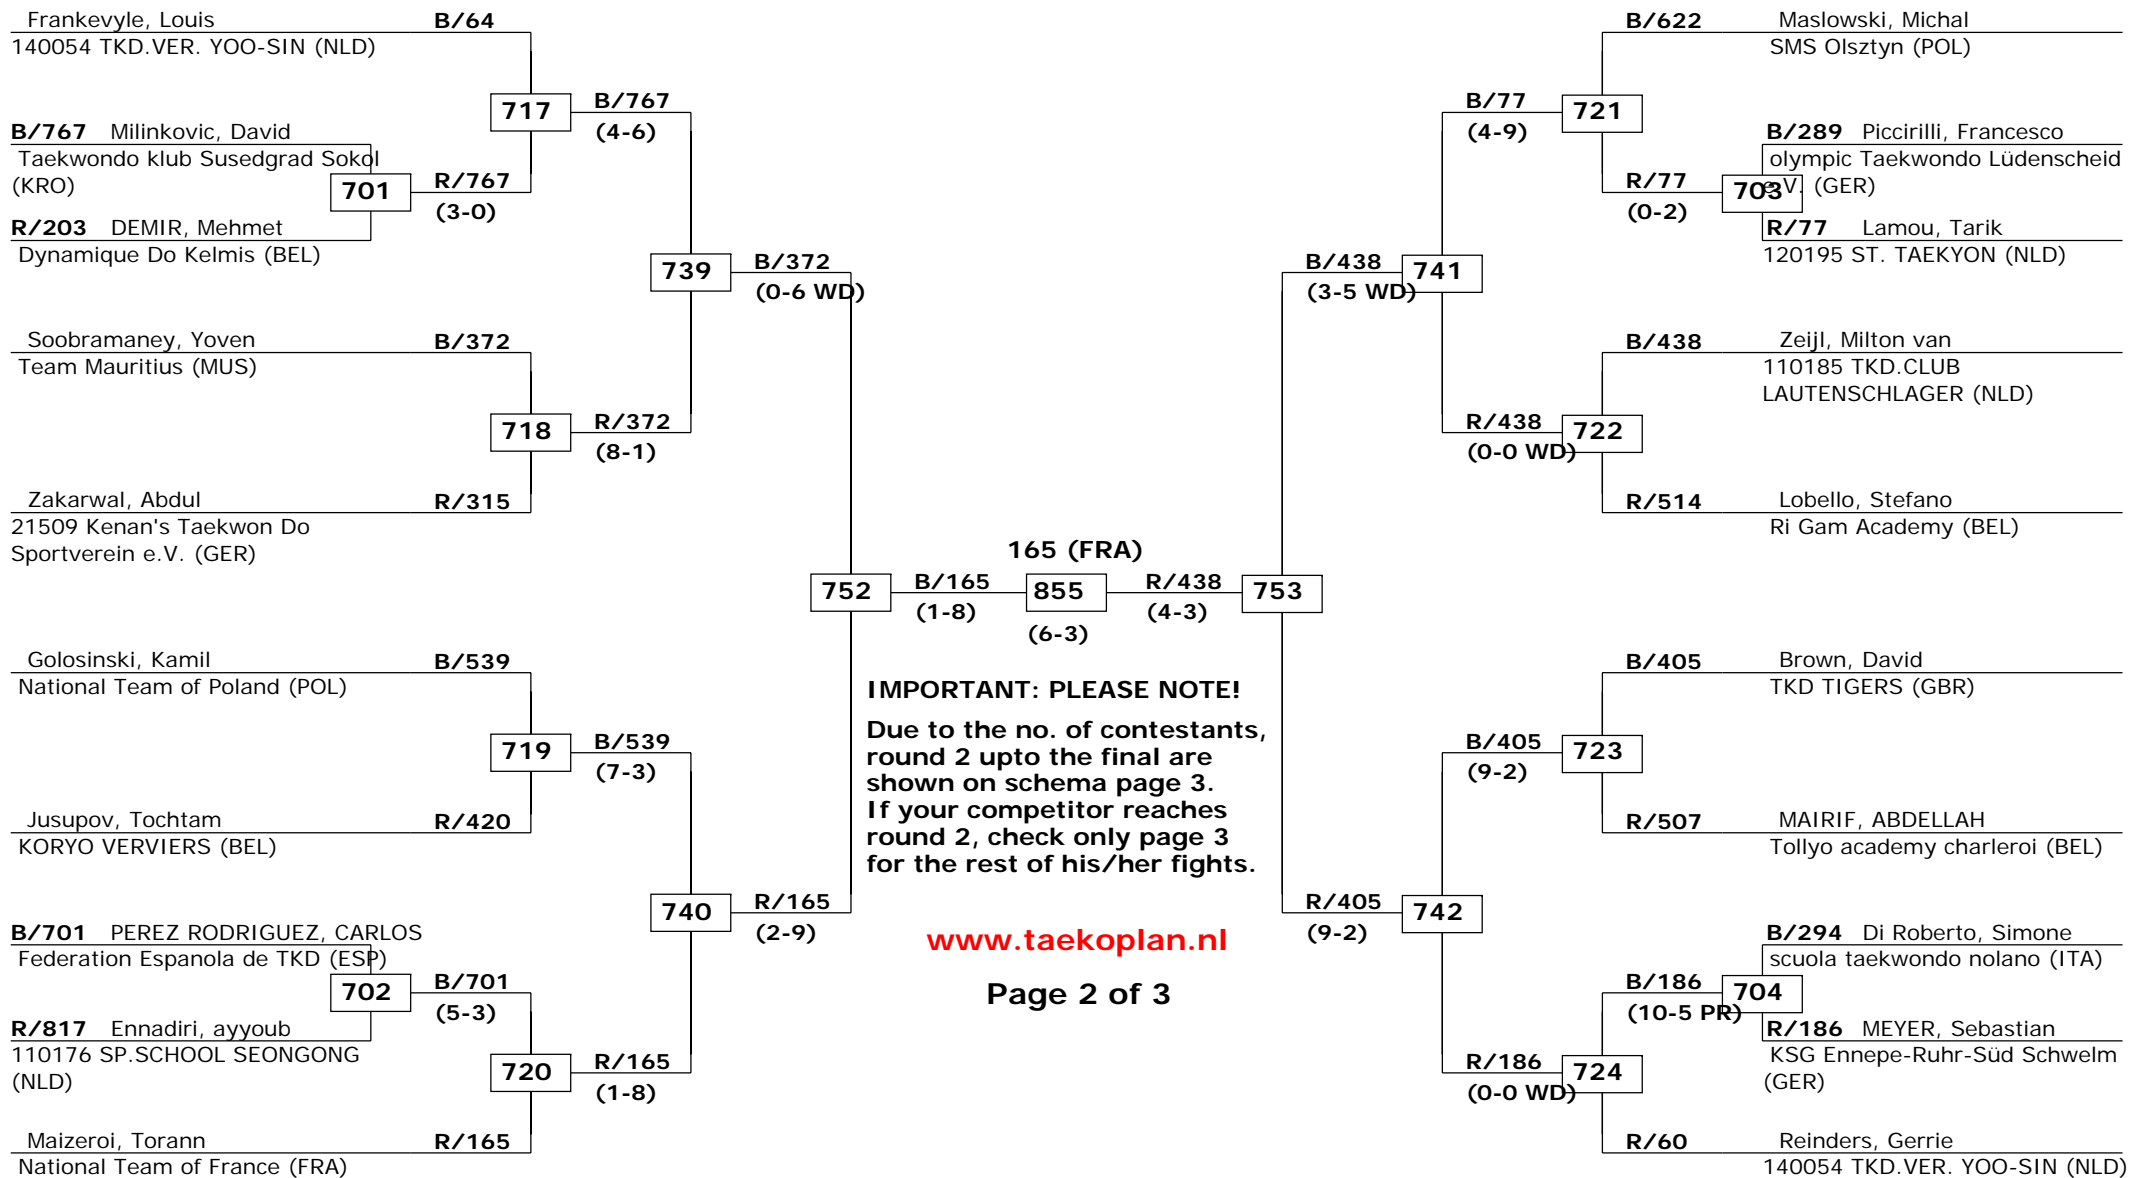 Frankevyle, Louis B/64
140054 TKD.VER. YOO-SIN (NLD)
717
B/767
(4-6)
B/767 Milinkovic, David
Taekwondo klub Susedgrad Sokol
(KRO)
701
R/767
(3-0)
R/203 DEMIR, Mehmet
Dynamique Do Kelmis (BEL)
739
B/372
(0-6 WD)
Soobramaney, Yoven B/372
Team Mauritius (MUS)
718
R/372
(8-1)
Zakarwal, Abdul R/315
21509 Kenan's Taekwon Do
Sportverein e.V. (GER)
752
B/165
(1-8)
Golosinski, Kamil B/539
National Team of Poland (POL)
719
B/539
(7-3)
Jusupov, Tochtam R/420
KORYO VERVIERS (BEL)
740
R/165
(2-9)
B/701 PEREZ RODRIGUEZ, CARLOS
Federation Espanola de TKD (ESP)
702
B/701
(5-3)
R/817 Ennadiri, ayyoub
110176 SP.SCHOOL SEONGONG
(NLD)
720
R/165
(1-8)
Maizeroi, Torann R/165
National Team of France (FRA)
165 (FRA)
855
(6-3)
IMPORTANT: PLEASE NOTE!
Due to the no. of contestants,
round 2 upto the final are
shown on schema page 3.
If your competitor reaches
round 2, check only page 3
for the rest of his/her fights.
www.taekoplan.nl
Page 2 of 3
B/622 Maslowski, Michal
SMS Olsztyn (POL)
B/77
(4-9)
721
B/289 Piccirilli, Francesco
olympic Taekwondo Lüdenscheid
e.V. (GER)
R/77
(0-2)
703
R/77 Lamou, Tarik
120195 ST. TAEKYON (NLD)
B/438
(3-5 WD)
741
B/438 Zeijl, Milton van
110185 TKD.CLUB
LAUTENSCHLAGER (NLD)
R/438
(0-0 WD)
722
R/514 Lobello, Stefano
Ri Gam Academy (BEL)
R/438
(4-3)
753
B/405 Brown, David
TKD TIGERS (GBR)
B/405
(9-2)
723
R/507 MAIRIF, ABDELLAH
Tollyo academy charleroi (BEL)
R/405
(9-2)
742
B/294 Di Roberto, Simone
scuola taekwondo nolano (ITA)
B/186
(10-5 PR)
704
R/186 MEYER, Sebastian
KSG Ennepe-Ruhr-Süd Schwelm
(GER)
R/186
(0-0 WD)
724
R/60 Reinders, Gerrie
140054 TKD.VER. YOO-SIN (NLD)